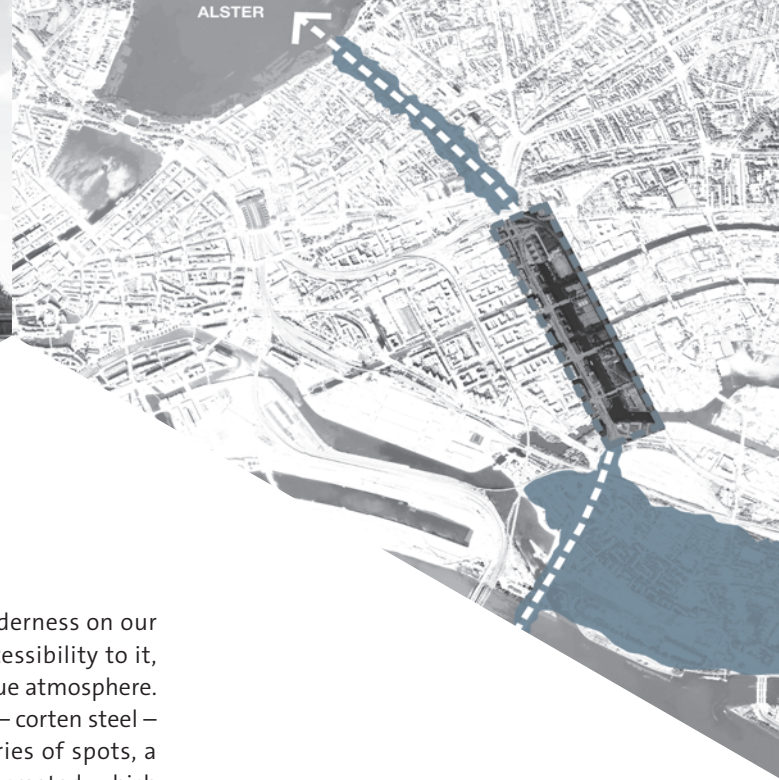 ALSTER
derness on our
essibility to it,
ue atmosphere.
– corten steel –
ries of spots, a